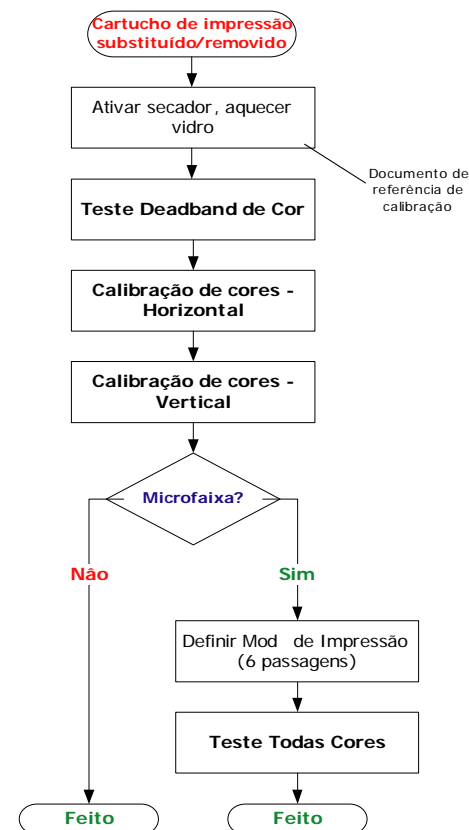 Cartucho de impressão
substituído/removido
Ativar secador, aquecer
vidro
Documento de
referência de
calibração
Teste Deadband de Cor
Calibração de cores -
Horizontal
Calibração de cores -
Vertical
Microfaixa?
Nâo
Sim
Definir Mod de Impressão
(6 passagens)
Teste Todas Cores
Feito
Feito